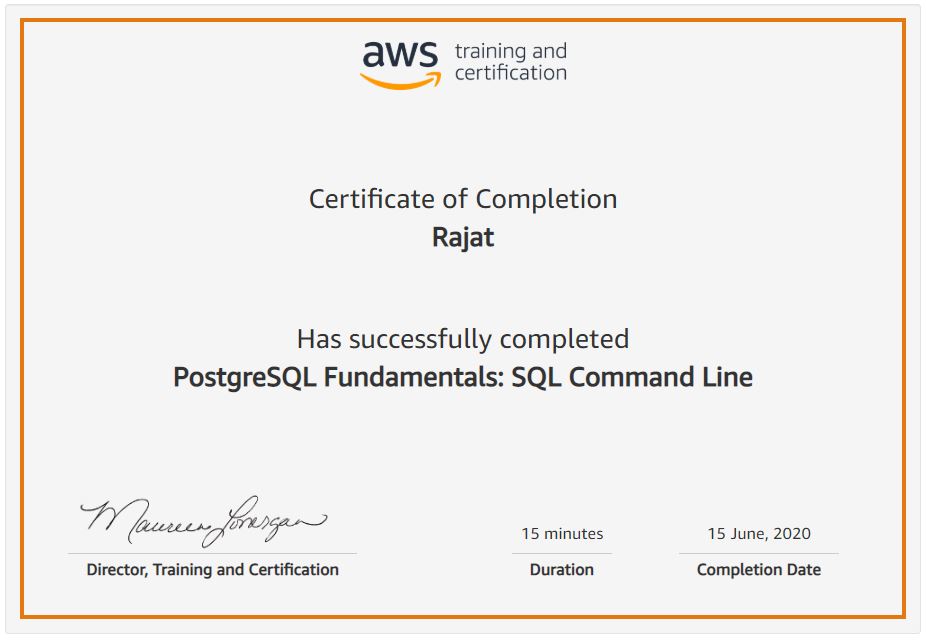 aws training and
certification
Certificate of Completion
Rajat
Has successfully completed
PostgreSQL Fundamentals: SQL Command Line
Maureen Lonergan
15 minutes
15 June, 2020
Director, Training and Certification
Duration
Completion Date